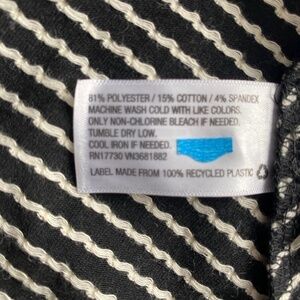 81% POLYESTER / 15% COTTON / 4% SPANDEX
MACHINE WASH COLD WITH LIKE COLORS.
ONLY NON-CHLORINE BLEACH IF NEEDED.
TUMBLE DRY LOW.
COOL IRON IF NEEDED.
RN17730 VN3681882
LABEL MADE FROM 100% RECYCLED PLASTIC